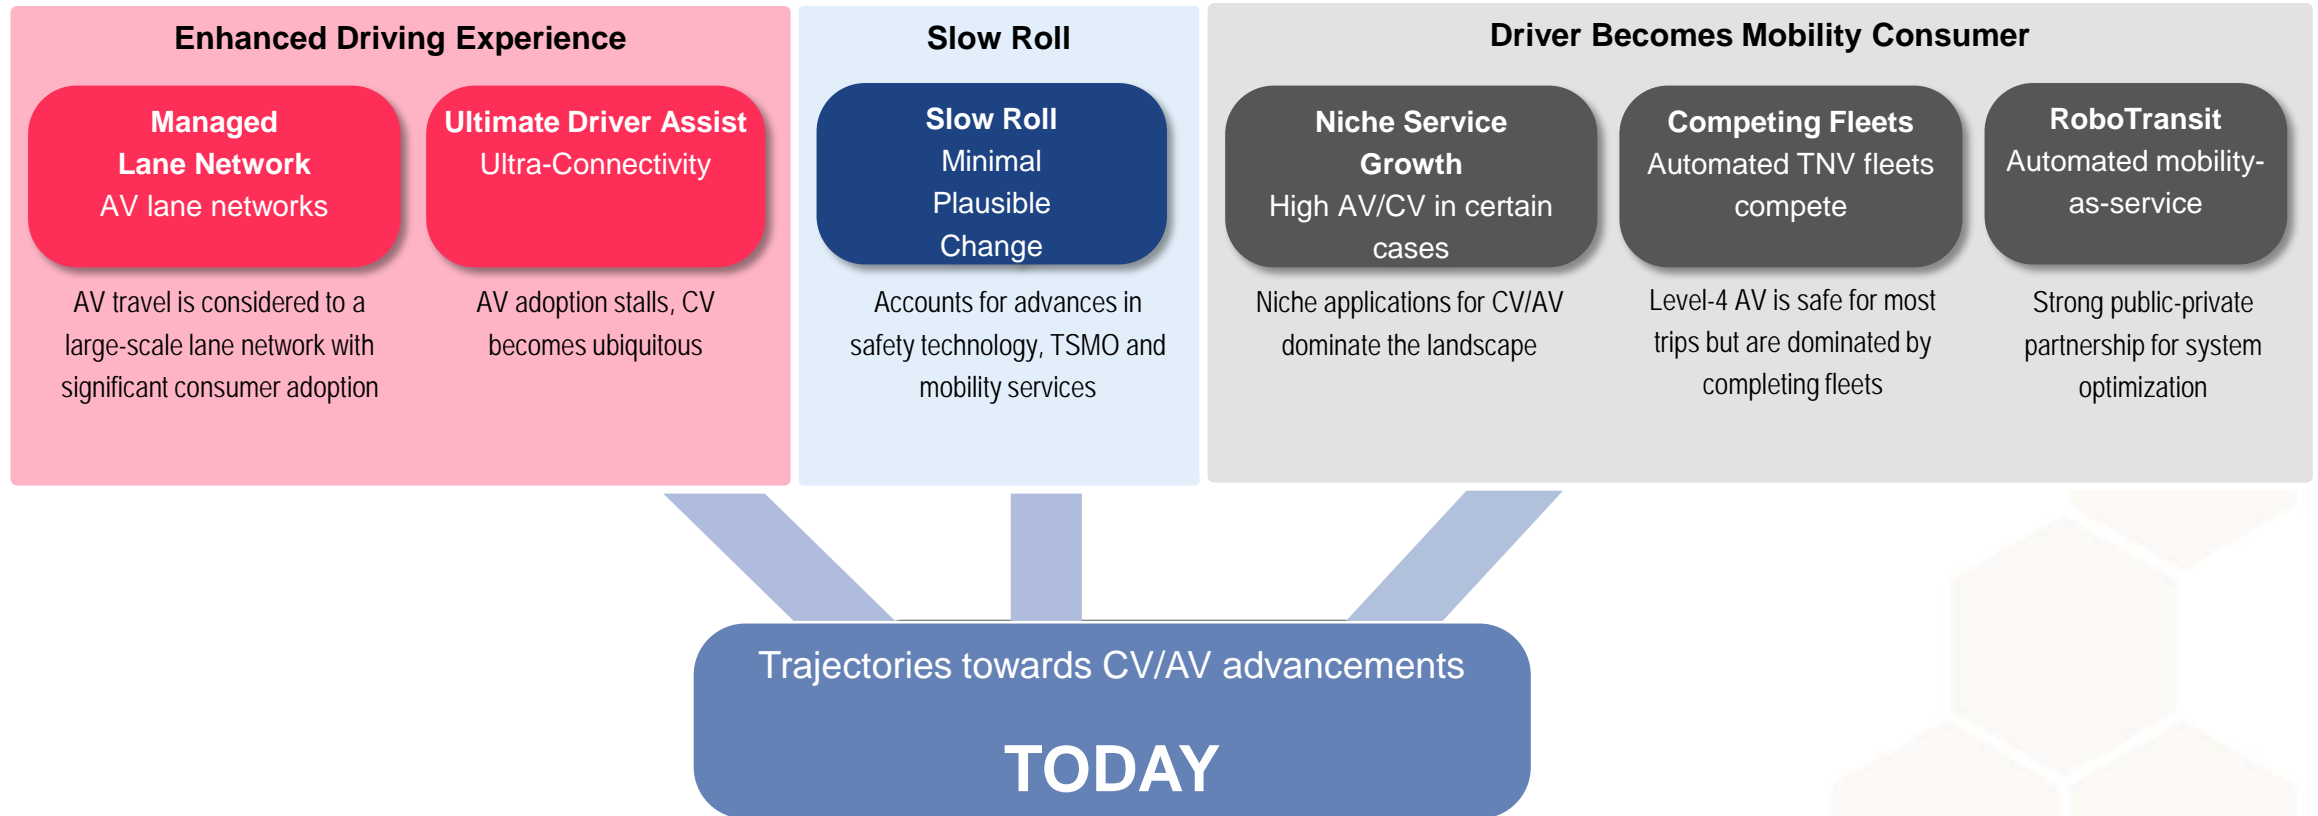 Enhanced Driving Experience
Managed
Lane Network
AV lane networks
AV travel is considered to a
large-scale lane network with
significant consumer adoption
Ultimate Driver Assist
Ultra-Connectivity
AV adoption stalls, CV
becomes ubiquitous
Slow Roll
Slow Roll
Minimal
Plausible
Change
Accounts for advances in
safety technology, TSMO and
mobility services
Driver Becomes Mobility Consumer
Niche Service
Growth
High AV/CV in certain
cases
Niche applications for CV/AV
dominate the landscape
Competing Fleets
Automated TNV fleets
compete
Level-4 AV is safe for most
trips but are dominated by
completing fleets
RoboTransit
Automated mobility-
as-service
Strong public-private
partnership for system
optimization
Trajectories towards CV/AV advancements
TODAY